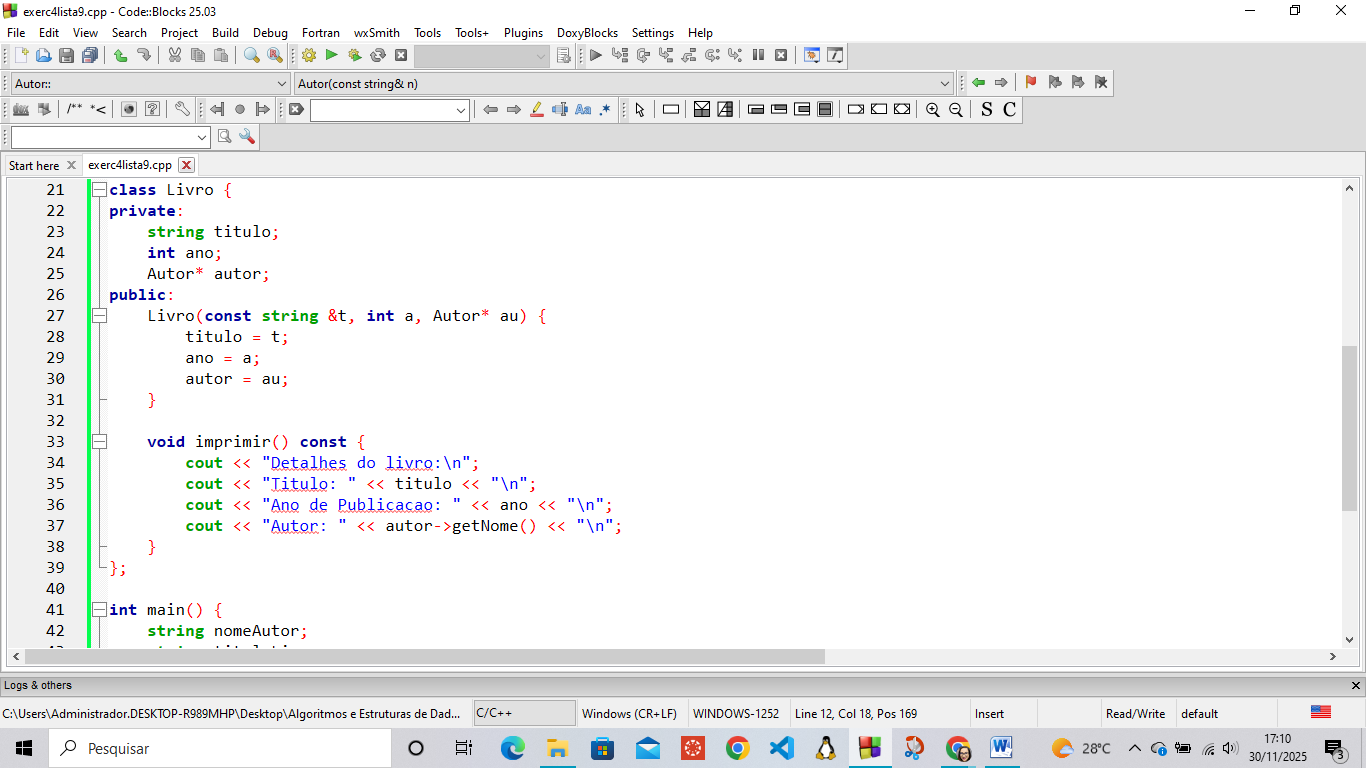 exerc4lista9.cpp - Code::Blocks 25.03
File Edit View Search Project Build Debug Fortran wxSmith Tools Tools+ Plugins DoxyBlocks Settings Help
Autor:: Autor(const string& n)
/** *< Aa .* S C
Start here exerc4lista9.cpp
21 class Livro {
22 private:
23 string titulo;
24 int ano;
25 Autor* autor;
26 public:
27 Livro(const string &t, int a, Autor* au) {
28 titulo = t;
29 ano = a;
30 autor = au;
31 }
32
33 void imprimir() const {
34 cout << "Detalhes do livro:\n";
35 cout << "Titulo: " << titulo << "\n";
36 cout << "Ano de Publicacao: " << ano << "\n";
37 cout << "Autor: " << autor->getNome() << "\n";
38 }
39 };
40
41 int main() {
42 string nomeAutor;
Logs & others
C:\Users\Administrador.DESKTOP-R989MHP\Desktop\Algoritmos e Estruturas de Dad... C/C++ Windows (CR+LF) WINDOWS-1252 Line 12, Col 18, Pos 169 Insert Read/Write default
Pesquisar 28°C 17:10
30/11/2025 3